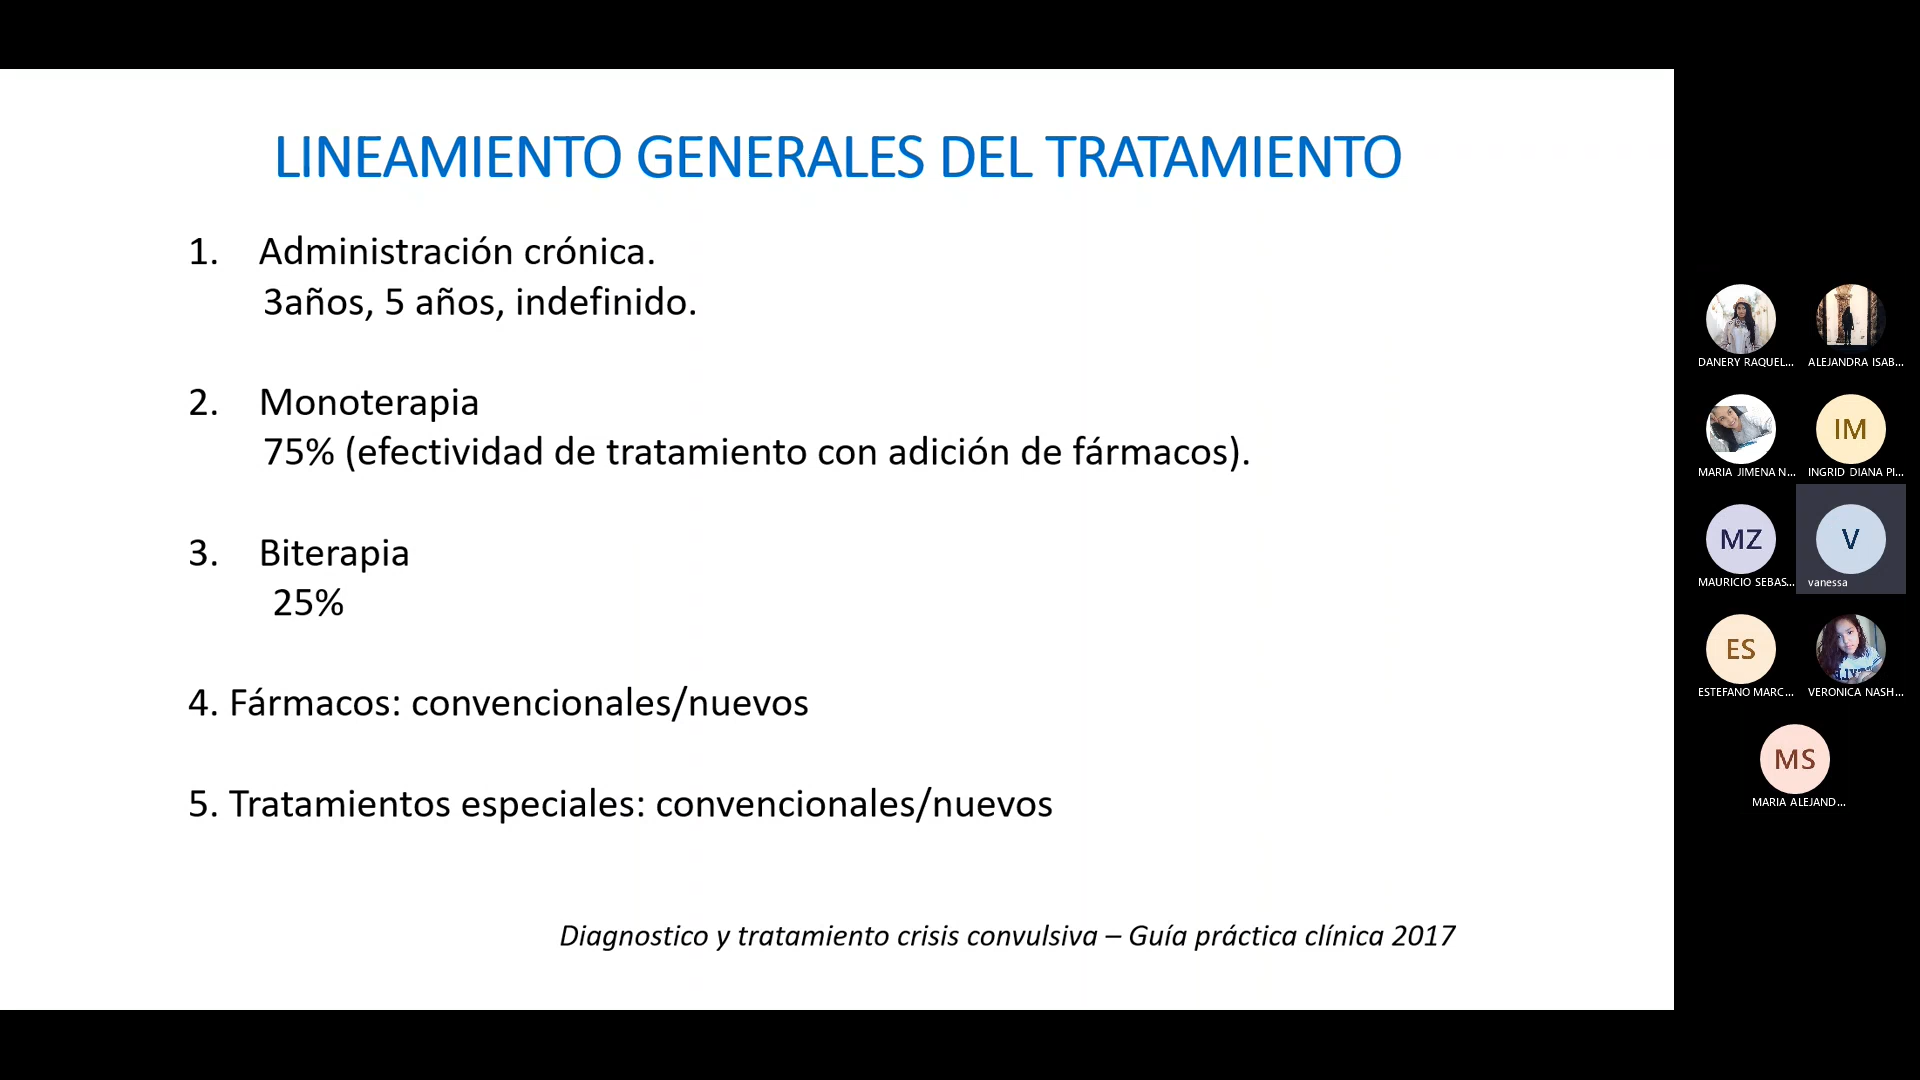 LINEAMIENTO GENERALES DEL TRATAMIENTO
1. Administración crónica.
3años, 5 años, indefinido.
2. Monoterapia
75% (efectividad de tratamiento con adición de fármacos).
3. Biterapia
25%
4. Fármacos: convencionales/nuevos
5. Tratamientos especiales: convencionales/nuevos
Diagnostico y tratamiento crisis convulsiva – Guía práctica clínica 2017
DANERY RAQUEL...
ALEJANDRA ISAB...
MARIA JIMENA N...
IM
INGRID DIANA PI...
MZ
MAURICIO SEBAS...
V
vanessa
ES
ESTEFANO MARC...
VERONICA NASH...
MS
MARIA ALEJAND...